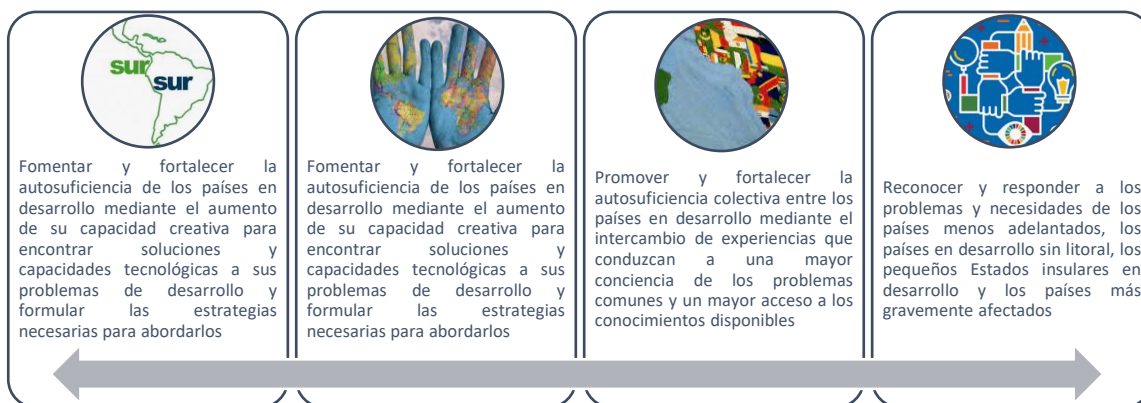 sur
sur
Fomentar y fortalecer la
autosuficiencia de los países en
desarrollo mediante el aumento
de su capacidad creativa para
encontrar soluciones y
capacidades tecnológicas a sus
problemas de desarrollo y
formular las estrategias
necesarias para abordarlos
Fomentar y fortalecer la
autosuficiencia de los países en
desarrollo mediante el aumento
de su capacidad creativa para
encontrar soluciones y
capacidades tecnológicas a sus
problemas de desarrollo y
formular las estrategias
necesarias para abordarlos
Promover y fortalecer la
autosuficiencia colectiva entre los
países en desarrollo mediante el
intercambio de experiencias que
conduzcan a una mayor
conciencia de los problemas
comunes y un mayor acceso a los
conocimientos disponibles
Reconocer y responder a los
problemas y necesidades de los
países menos adelantados, los
países en desarrollo sin litoral, los
pequeños Estados insulares en
desarrollo y los países más
gravemente afectados